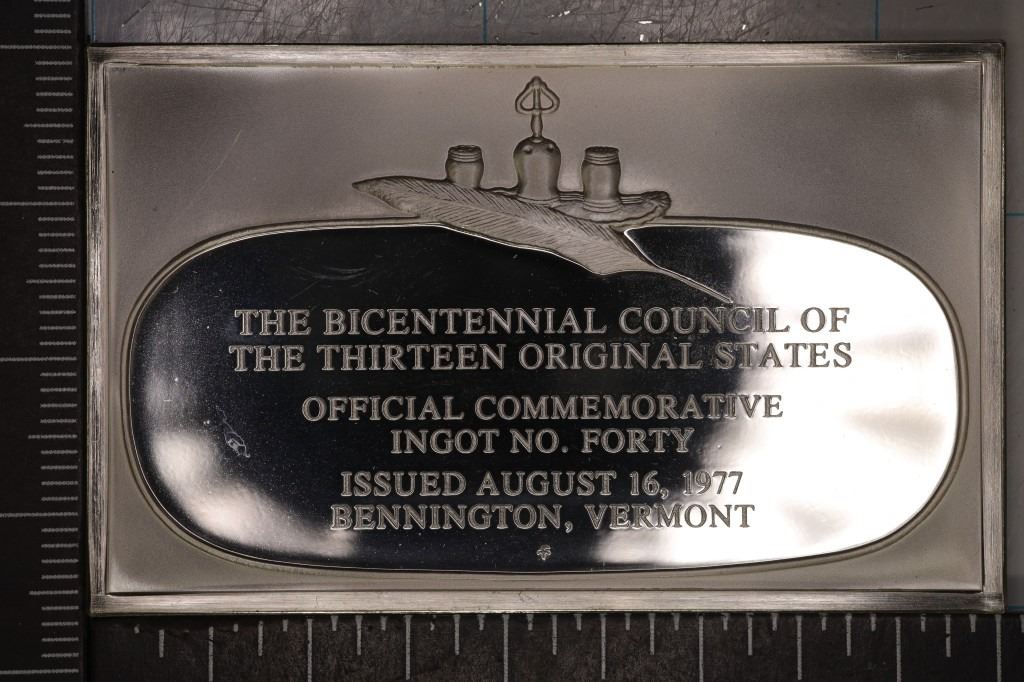 THE BICENTENNIAL COUNCIL OF
THE THIRTEEN ORIGINAL STATES
OFFICIAL COMMEMORATIVE
INGOT NO. FORTY
ISSUED AUGUST 16, 1977
BENNINGTON, VERMONT